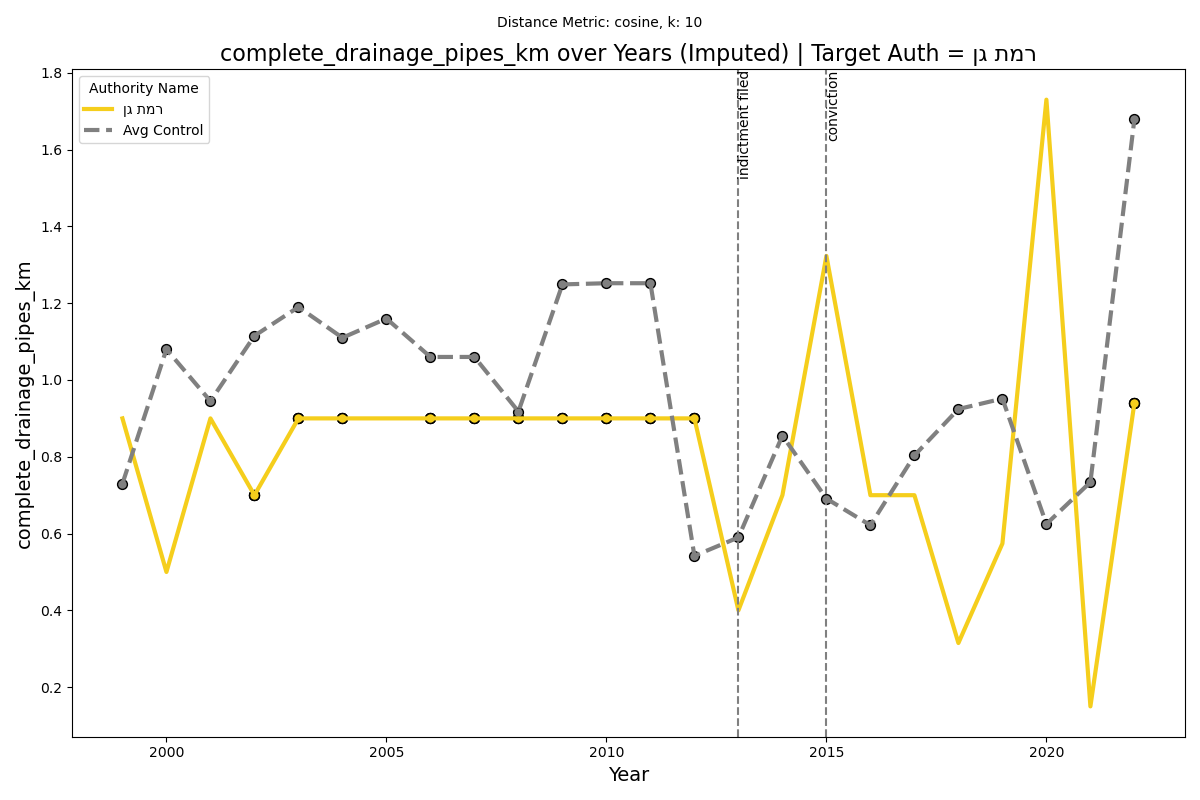 Distance Metric: cosine, k: 10
complete_drainage_pipes_km over Years (Imputed) | Target Auth = רמת גן
Authority Name
רמת גן
Avg Control
indictment filed
conviction
complete_drainage_pipes_km
1.8
1.6
1.4
1.2
1.0
0.8
0.6
0.4
0.2
2000 2005 2010 2015 2020
Year